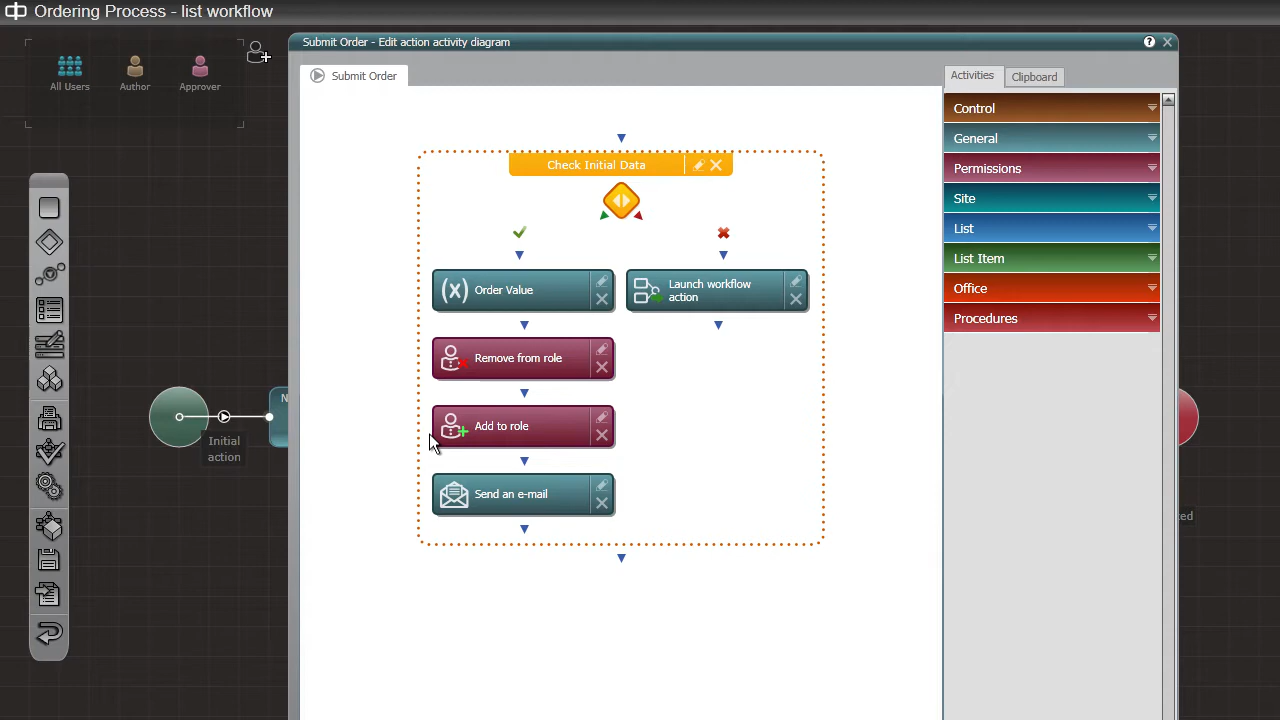 Ordering Process - list workflow
All Users
Author
Approver
Submit Order - Edit action activity diagram
?
Submit Order
Activities
Clipboard
Control
General
Permissions
Site
List
List Item
Office
Procedures
Check Initial Data
(x) Order Value
Launch workflow
action
Remove from role
Add to role
Send an e-mail
N
Initial
action
ed